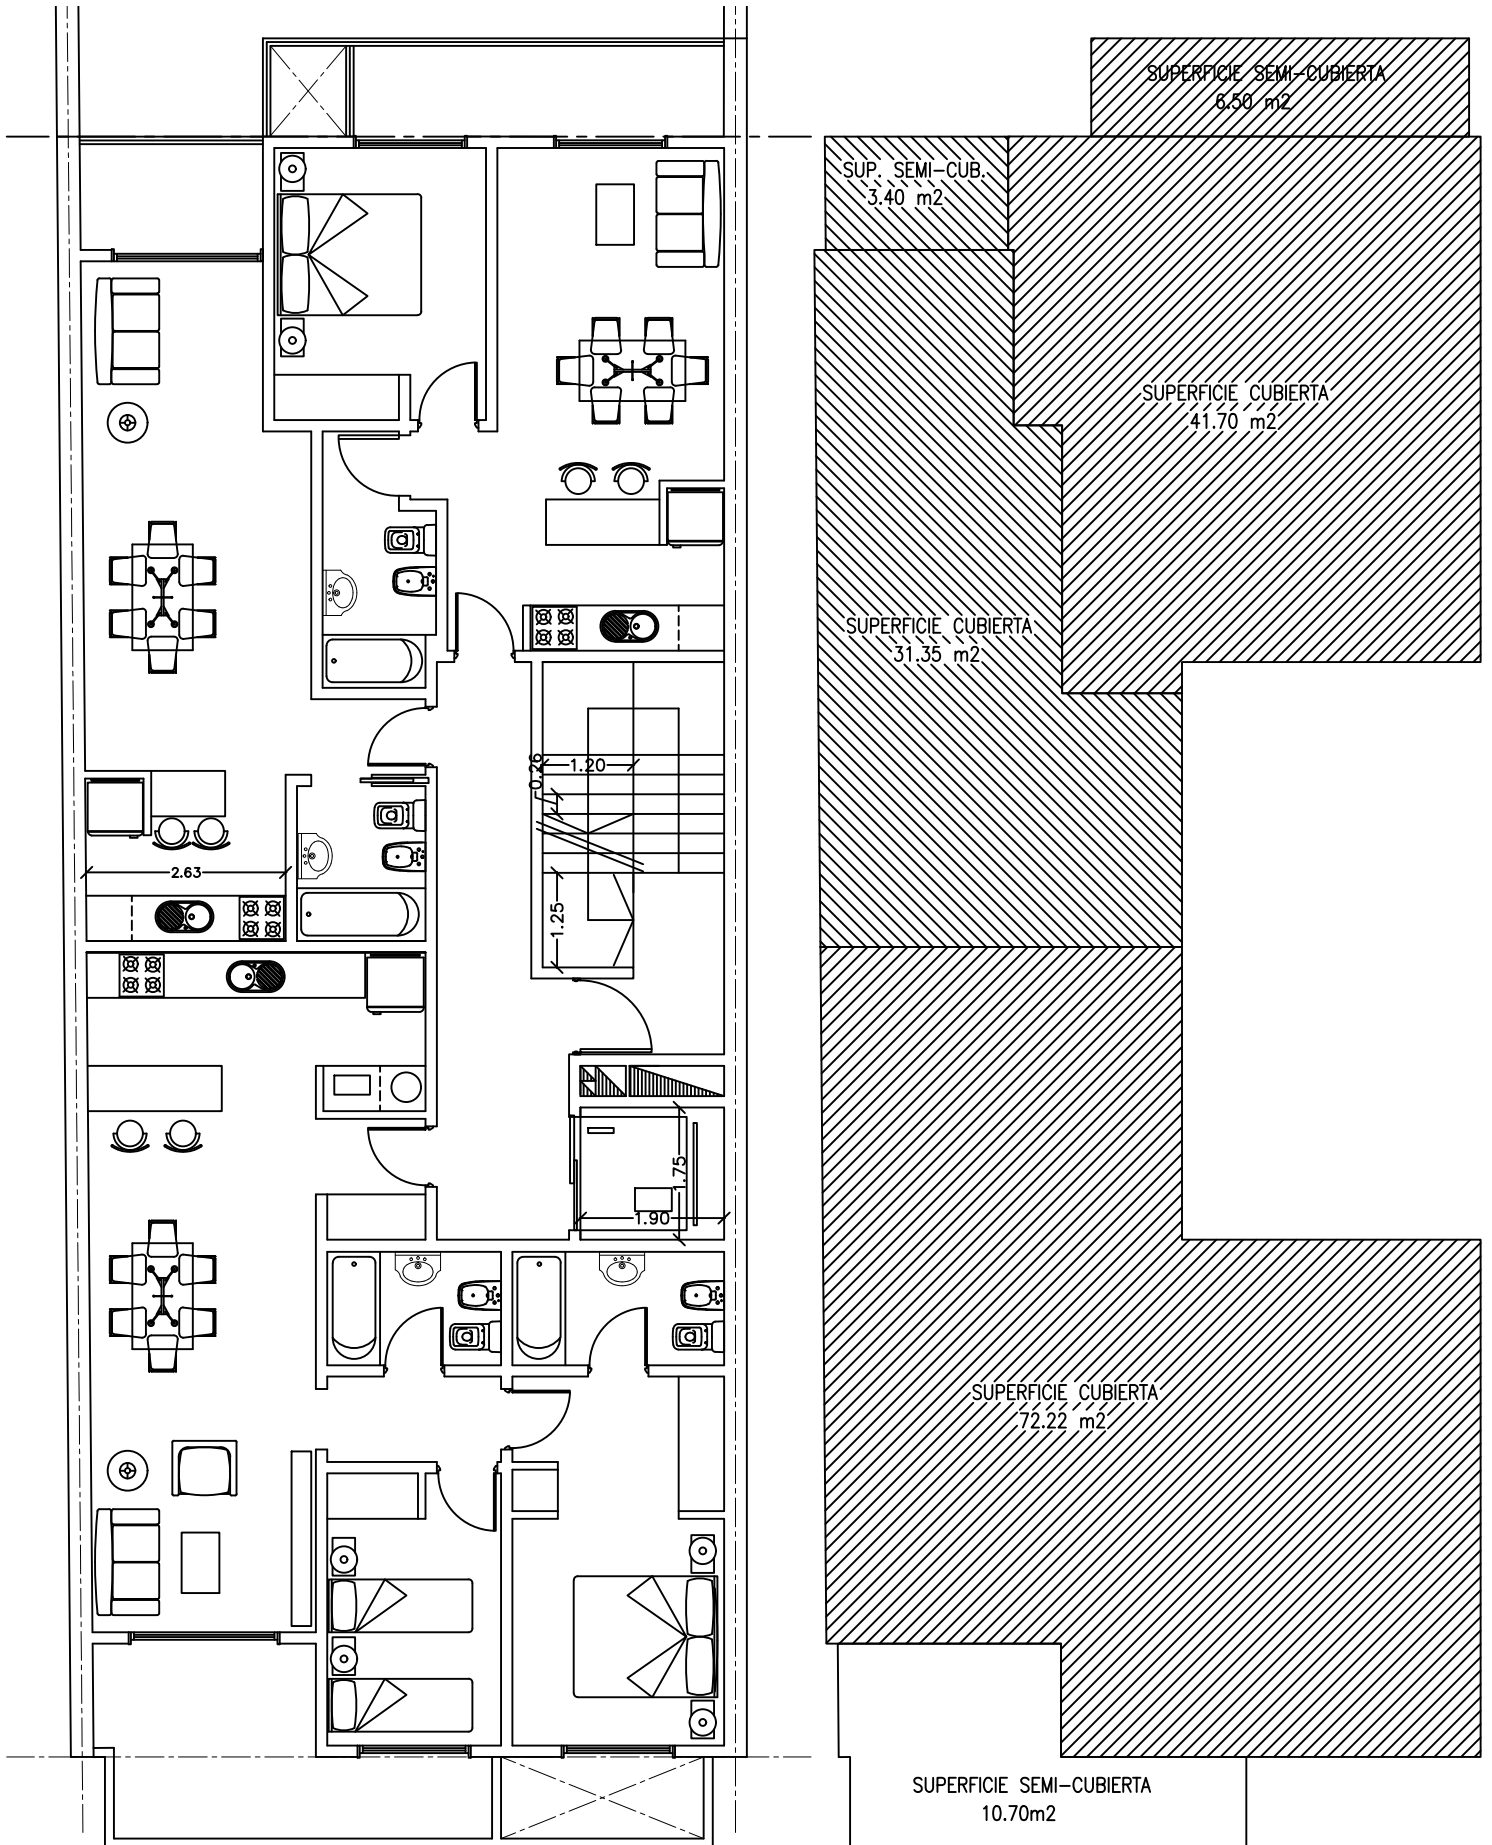 SUPERFICIE SEMI-CUBIERTA
6.50 m2
SUP. SEMI-CUB.
3.40 m2
SUPERFICIE CUBIERTA
41.70 m2
SUPERFICIE CUBIERTA
31.35 m2
0.26
1.20
2.63
1.25
1.75
1.90
SUPERFICIE CUBIERTA
72.22 m2
SUPERFICIE SEMI-CUBIERTA
10.70m2